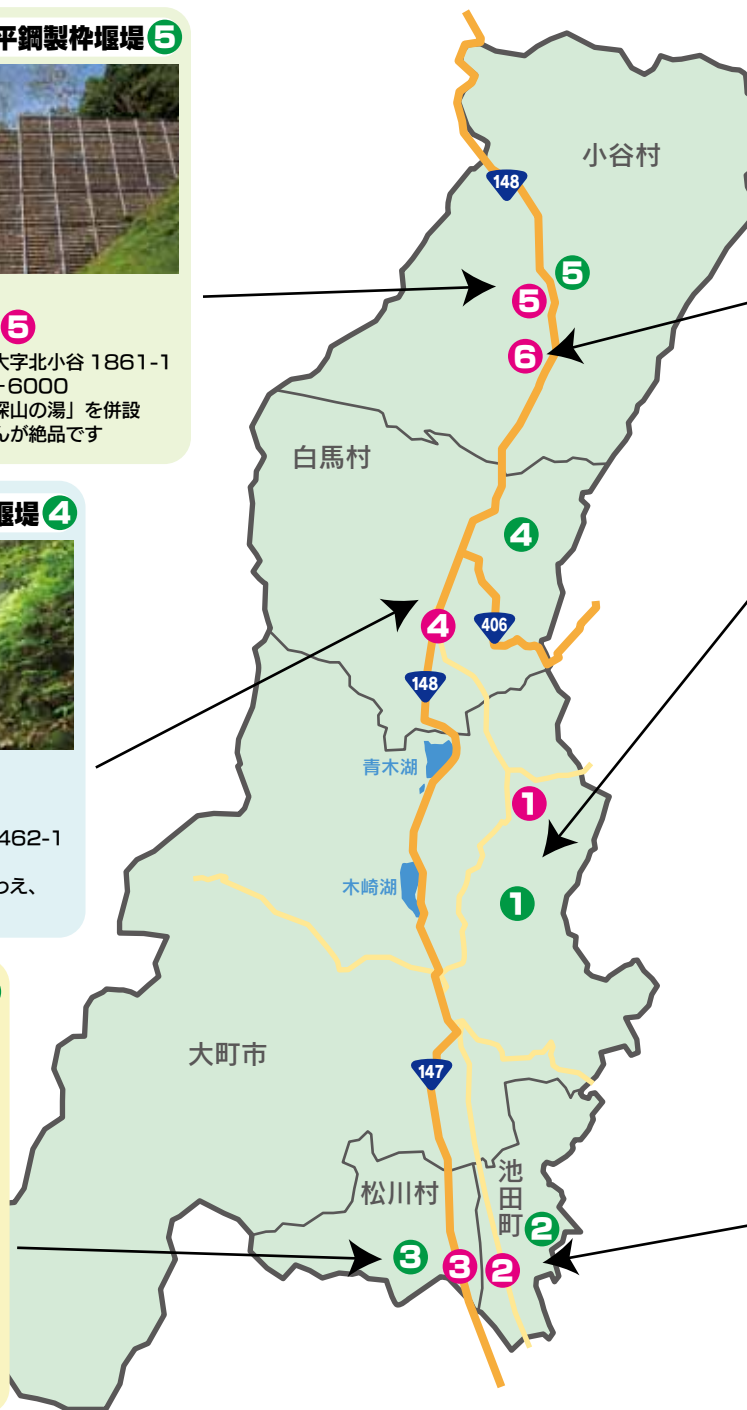 平鋼製枠堰堤 5
5
大字北小谷 1861-1
-6000
深山の湯」を併設
んが絶品です
堰堤 4
462-1
つえ、
小谷村
148
5
5
6
白馬村
4
4
406
148
青木湖
1
木崎湖
1
大町市
147
松川村
池田町
2
3
3
2